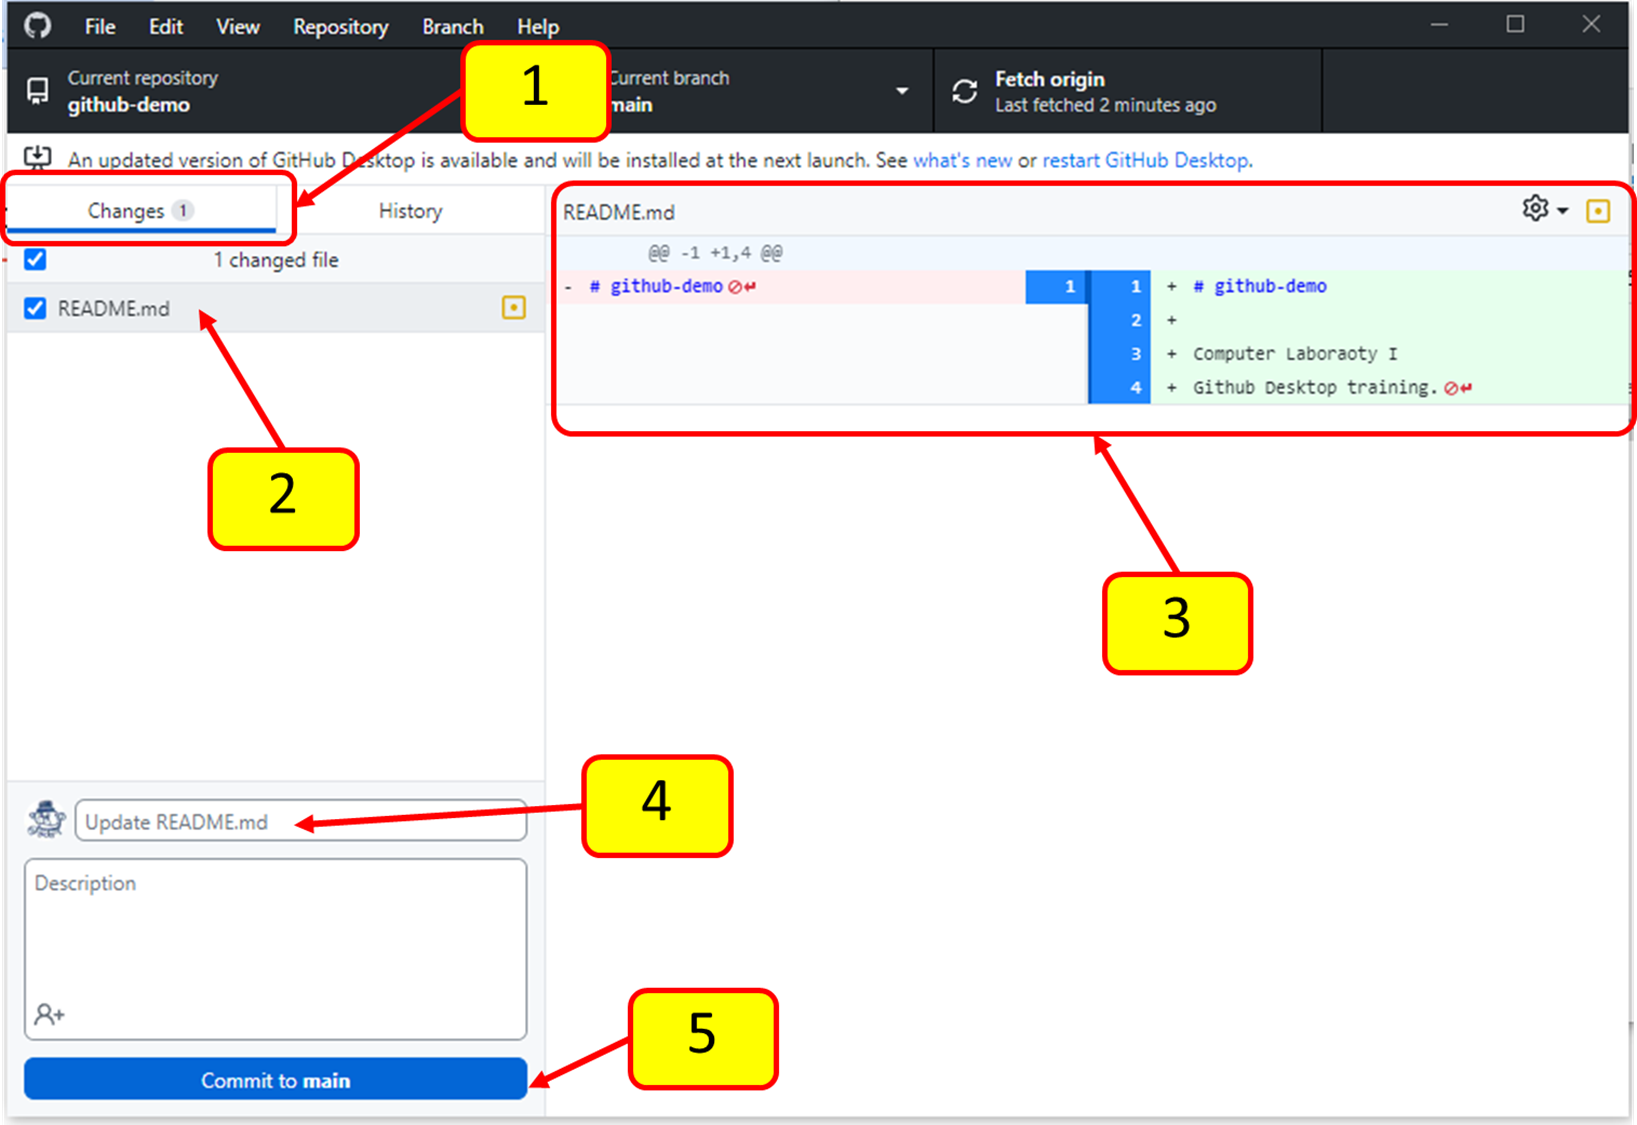 File Edit View Repository Branch Help
Current repository
github-demo
1
Current branch
main
Fetch origin
Last fetched 2 minutes ago
An updated version of GitHub Desktop is available and will be installed at the next launch. See what's new or restart GitHub Desktop.
Changes 1
History
1 changed file
README.md
2
README.md
@@ -1 +1,4 @@
- # github-demo 1
1 + # github-demo
2 +
3 + Computer Laboraoty I
4 + Github Desktop training.
3
4
Update README.md
Description
5
Commit to main